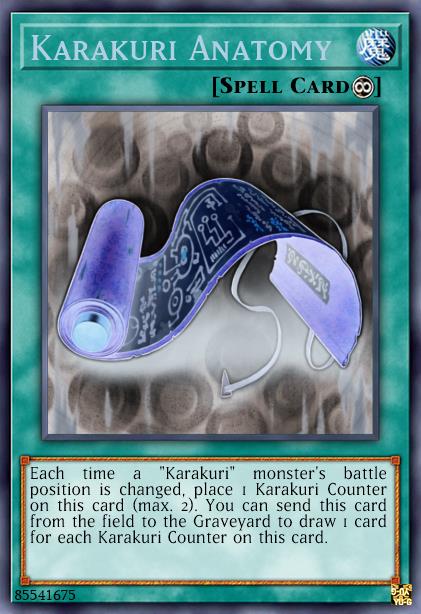 Karakuri Anatomy
[Spell Card]
Each time a "Karakuri" monster's battle
position is changed, place 1 Karakuri Counter
on this card (max. 2). You can send this card
from the field to the Graveyard to draw 1 card
for each Karakuri Counter on this card.
85541675